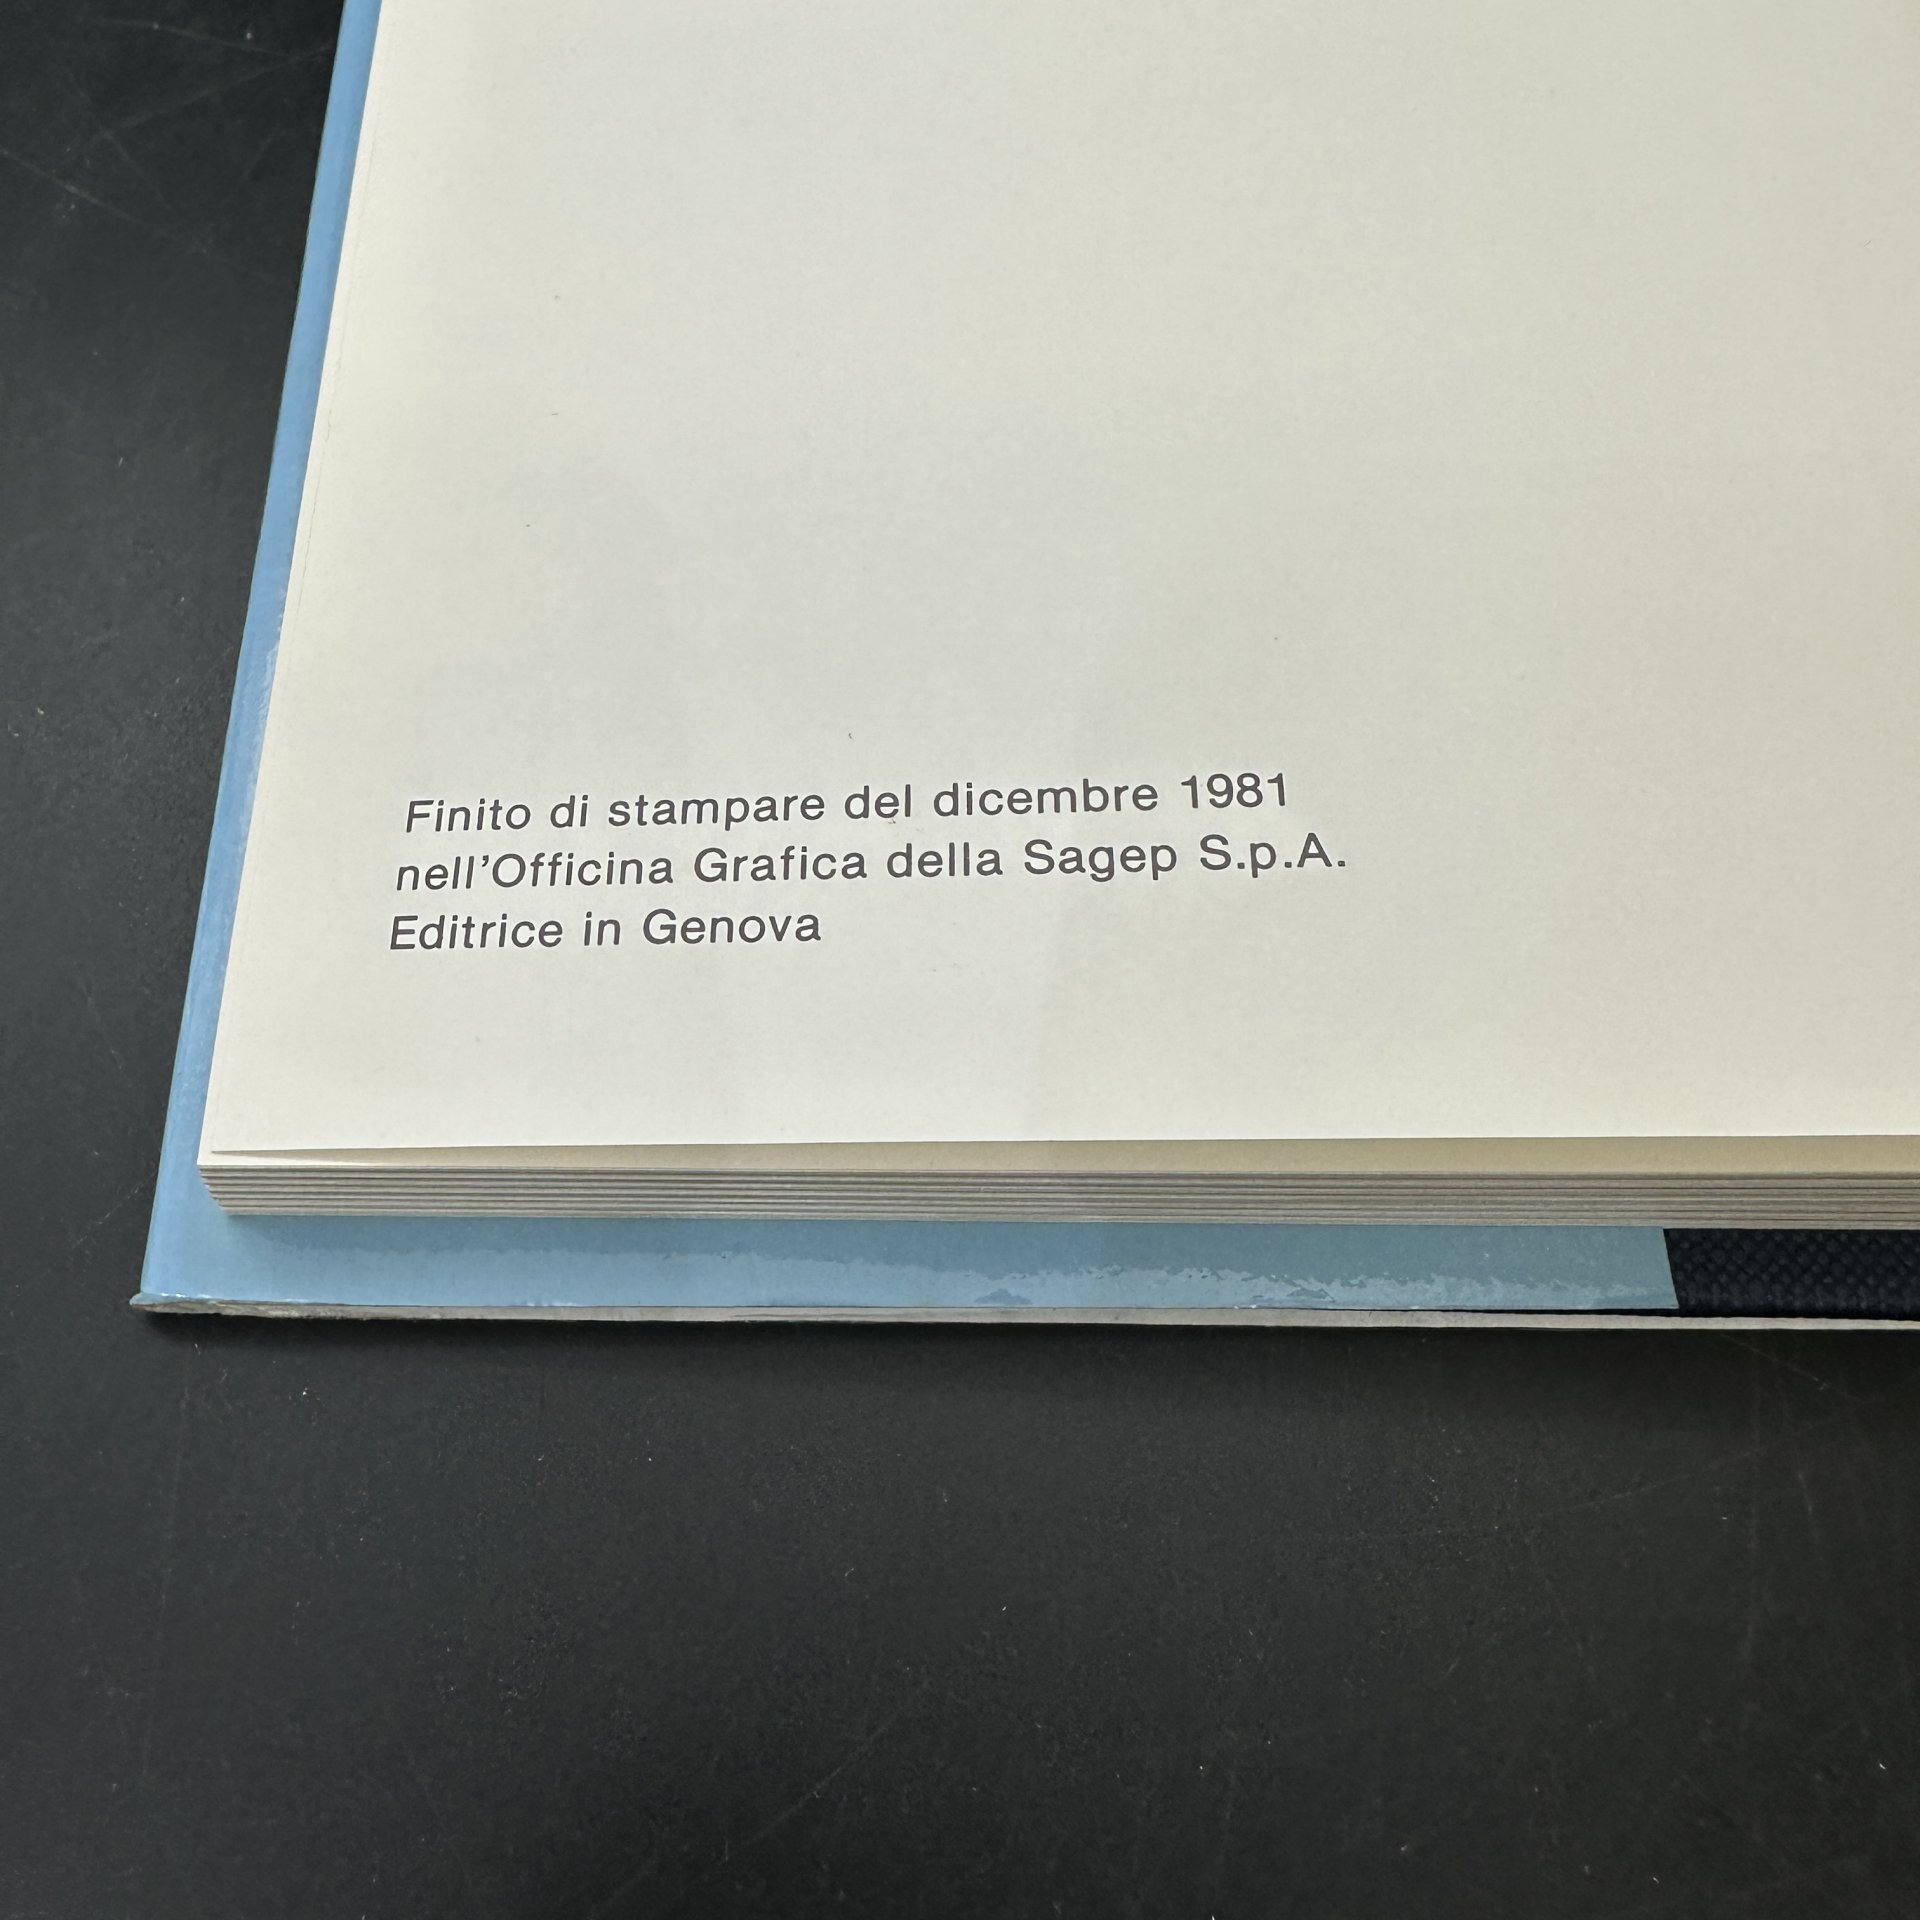 Finito di stampare del dicembre 1981
nell'Officina Grafica della Sagep S.p.A.
Editrice in Genova